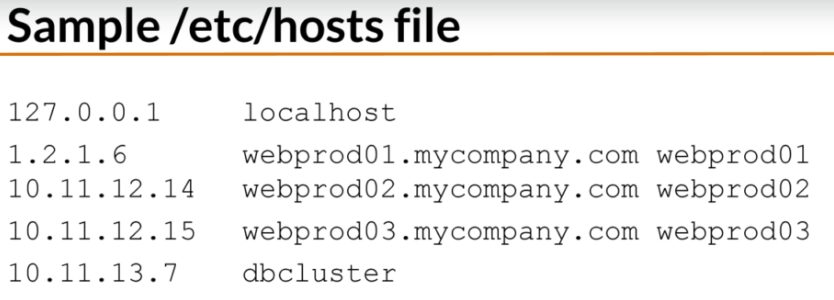 Sample /etc/hosts file
127.0.0.1 localhost
1.2.1.6 webprod01.mycompany.com webprod01
10.11.12.14 webprod02.mycompany.com webprod02
10.11.12.15 webprod03.mycompany.com webprod03
10.11.13.7 dbcluster